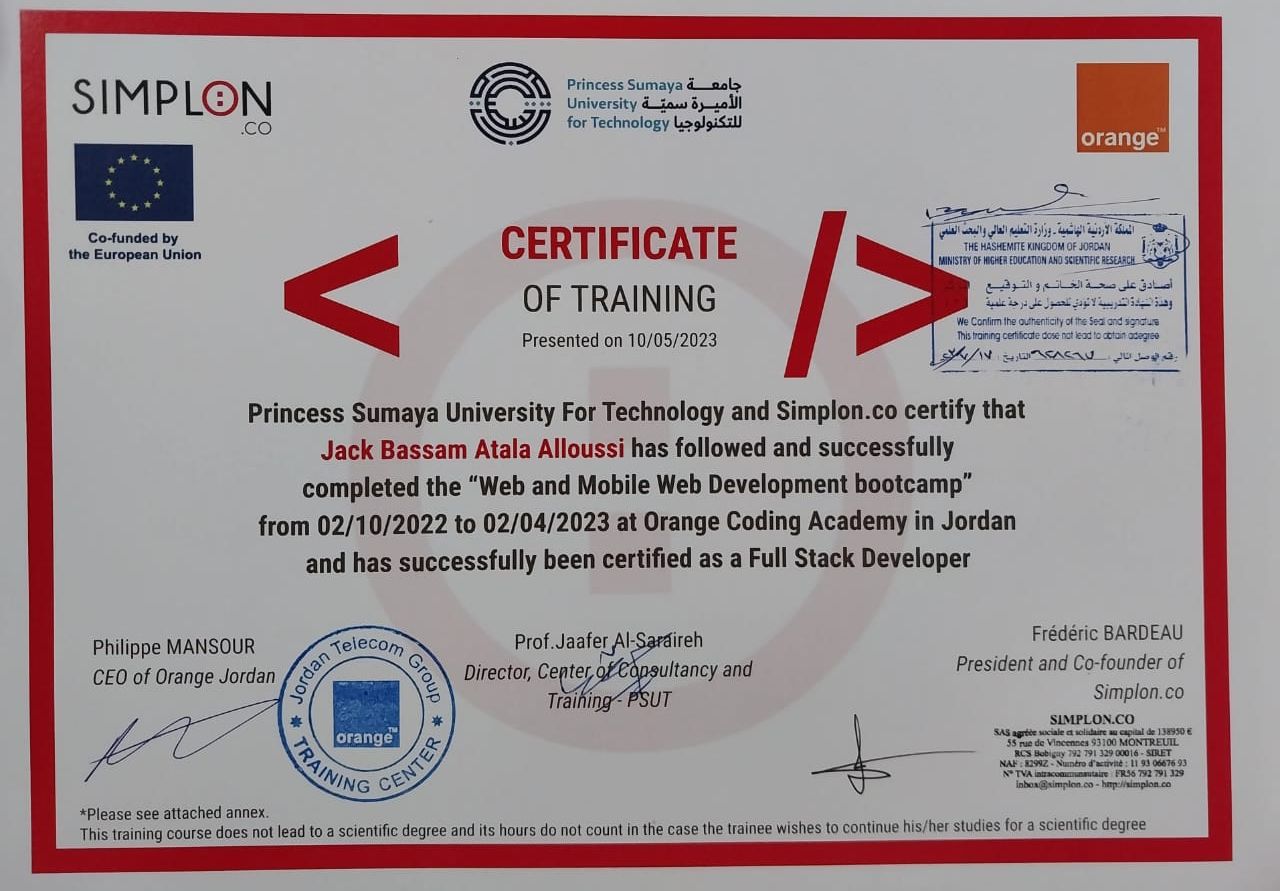 SIMPLON
.CO
Co-funded by
the European Union
Princess Sumaya جامعـــة
University الأميـرة سميّـة
for Technology للتكنولوجيا
orange™
CERTIFICATE
OF TRAINING
Presented on 10/05/2023
< / >
المملكة الاردنية الهاشمية - وزارة التعليم العالي والبحث العلمي
THE HASHEMITE KINGDOM OF JORDAN
MINISTRY OF HIGHER EDUCATION AND SCIENTIFIC RESEARCH
أصادق على صحة الخاتم و التوقيع
وهذة الشهادة التدريبية لا تودي للحصول على درجة علمية
We Confirm the authenticity of the Seal and signature
This training certificate dose not lead to obtain adegree
رقم الوصل المالي: التاريخ:
Princess Sumaya University For Technology and Simplon.co certify that
Jack Bassam Atala Alloussi has followed and successfully
completed the “Web and Mobile Web Development bootcamp”
from 02/10/2022 to 02/04/2023 at Orange Coding Academy in Jordan
and has successfully been certified as a Full Stack Developer
Philippe MANSOUR
CEO of Orange Jordan
Jordan Telecom Group
orange™
TRAINING CENTER
Prof.Jaafer Al-Saraireh
Director, Center of Consultancy and
Training - PSUT
Frédéric BARDEAU
President and Co-founder of
Simplon.co
SIMPLON.CO
SAS agréée sociale et solidaire au capital de 138950 €
55 rue de Vincennes 93100 MONTREUIL
RCS Bobigny 792 791 329 00016 - SIRET
NAF : 8299Z - Numéro d'activité : 11 93 06676 93
N° TVA intracommunautaire : FR56 792 791 329
inbox@simplon.co - http://simplon.co
*Please see attached annex.
This training course does not lead to a scientific degree and its hours do not count in the case the trainee wishes to continue his/her studies for a scientific degree